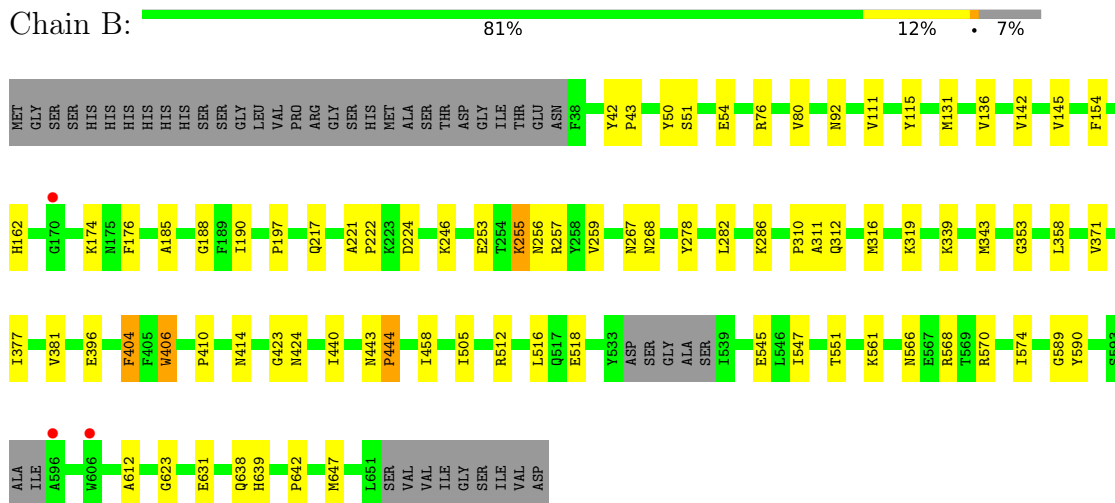 Chain B:
81% 12% • 7%
MET GLY SER SER HIS HIS HIS HIS HIS HIS SER SER GLY LEU VAL PRO ARG GLY SER HIS MET ALA SER THR ASP GLY ILE THR GLU ASN F38 Y42 P43 Y50 S51 E54 R76 V80 N92 V111 Y115 M131 V136 V142 V145 F154
H162 G170 K174 N175 F176 A185 G188 F189 I190 P197 Q217 A221 P222 K223 D224 K246 E253 T254 K255 N256 R257 Y258 V259 N267 N268 Y278 L282 K286 P310 A311 Q312 M316 K319 K339 M343 G353 L358 V371
I377 V381 E396 F404 F405 W406 P410 N414 G423 N424 I440 N443 P444 I458 I505 R512 L516 Q517 E518 Y533 ASP SER GLY ALA SER I539 E545 L546 I547 T551 K561 N566 E567 R568 T569 R570 I574 G589 Y590 S593
ALA ILE A596 W606 A612 G623 E631 Q638 H639 P642 M647 L651 SER VAL VAL ILE GLY SER ILE VAL ASP